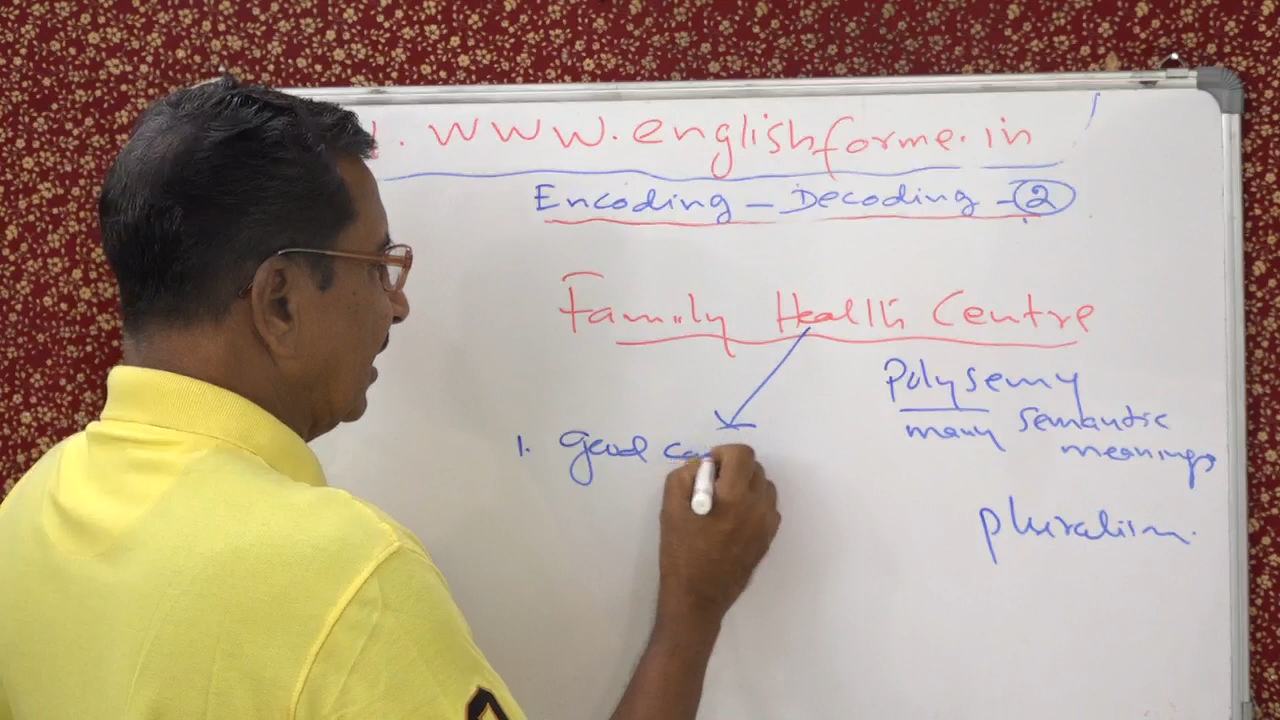 . www.englishforme.in
Encoding - Decoding - 2
Family Health Centre
Polysemy
many semantic
meanings
1. Good
pluralism.